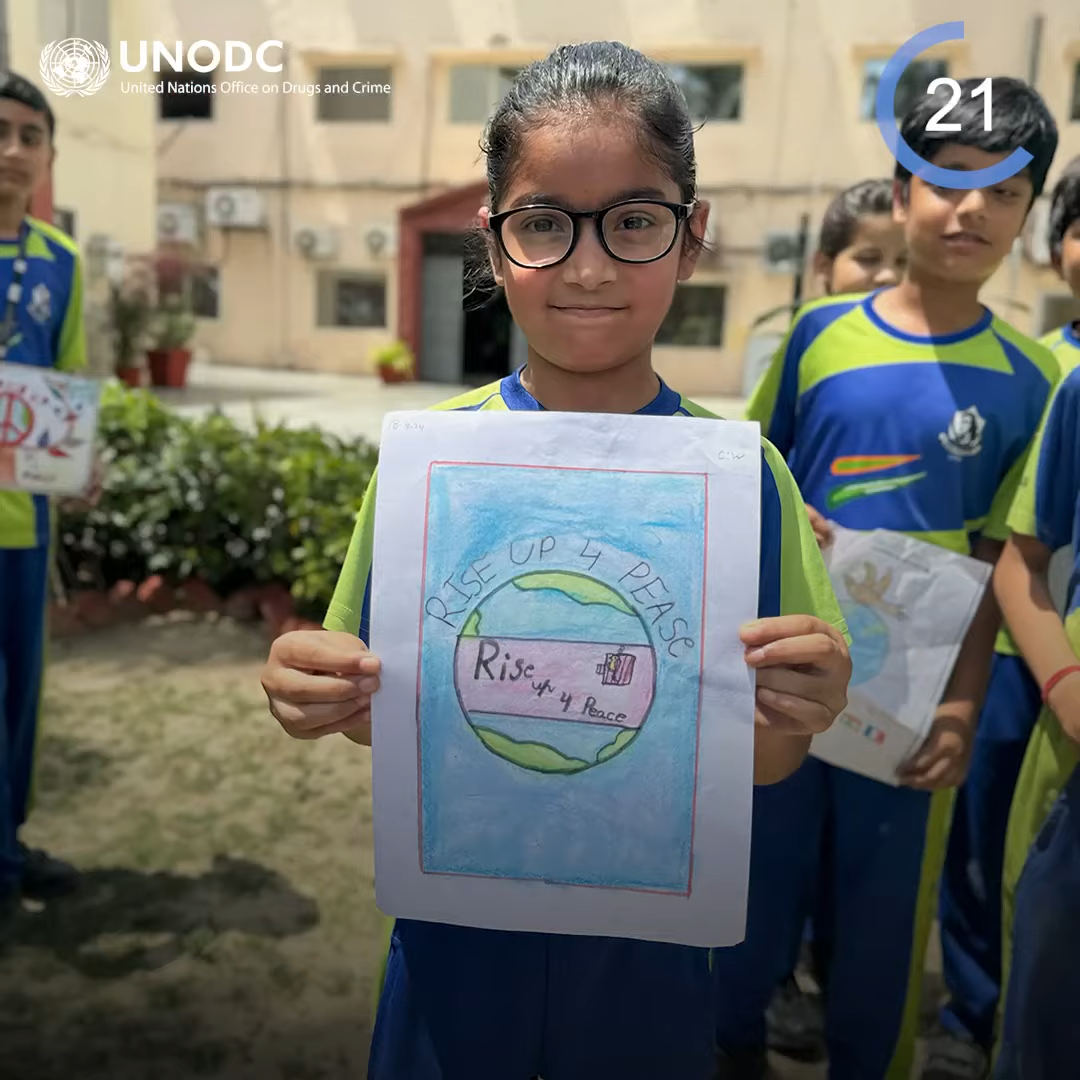 UNODC
United Nations Office on Drugs and Crime
21
C.W
RISE UP 4 PEASE
Rise
up 4 Peace